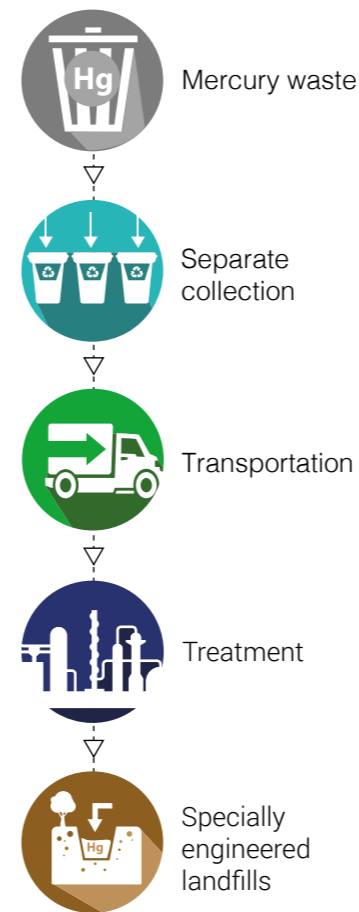 Hg
Mercury waste
Separate
collection
Transportation
Treatment
Hg
Specially
engineered
landfills